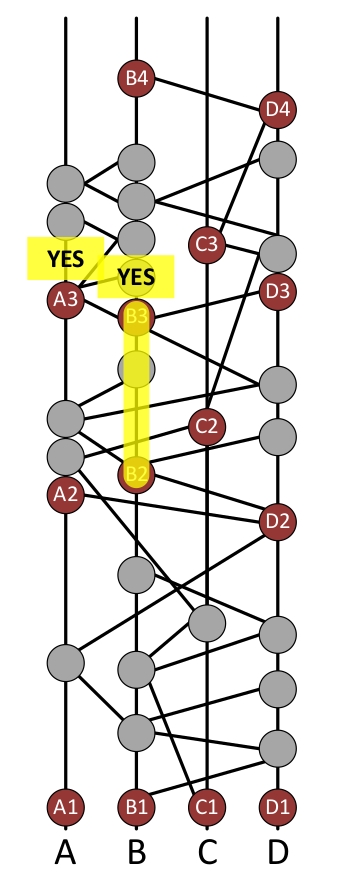 B4
D4
C3
YES
YES
A3
D3
B3
C2
B2
A2
D2
A1 B1 C1 D1
A B C D